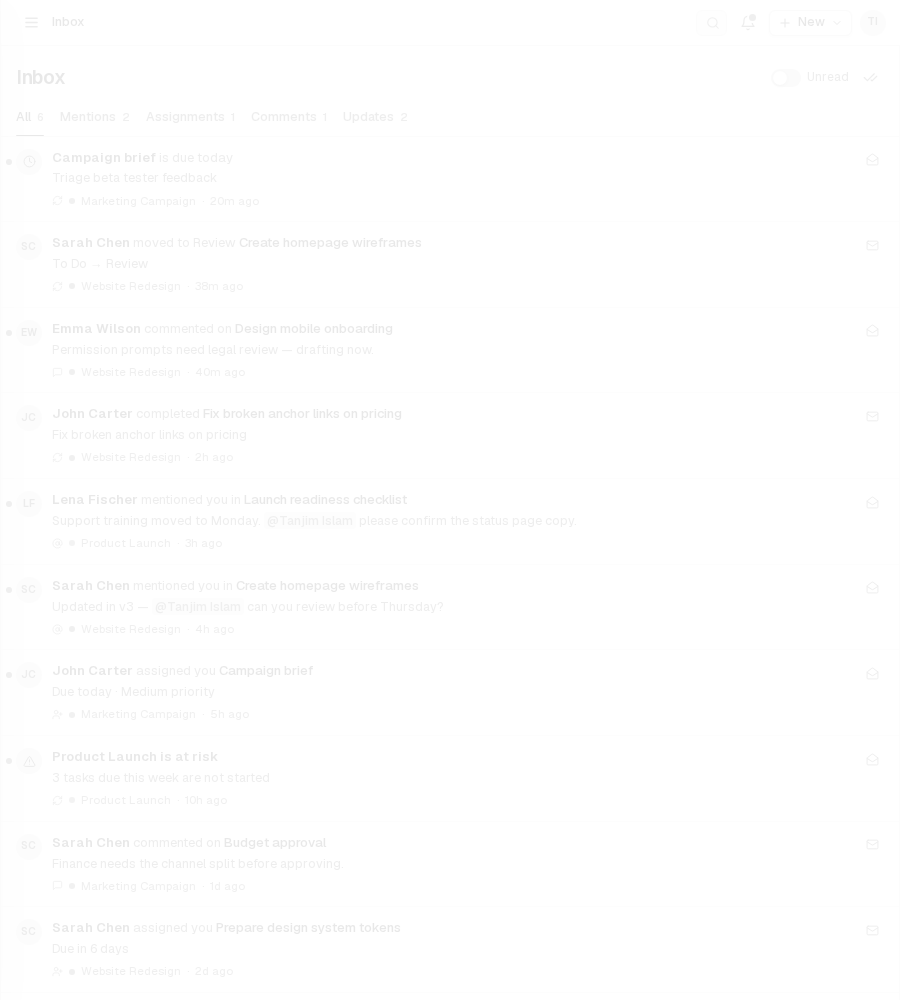 Inbox
New
TI
Inbox
Unread
All 6 Mentions 2 Assignments 1 Comments 1 Updates 2
Campaign brief is due today
Triage beta tester feedback
Marketing Campaign · 20m ago
SC
Sarah Chen moved to Review Create homepage wireframes
To Do → Review
Website Redesign · 38m ago
EW
Emma Wilson commented on Design mobile onboarding
Permission prompts need legal review — drafting now.
Website Redesign · 40m ago
JC
John Carter completed Fix broken anchor links on pricing
Fix broken anchor links on pricing
Website Redesign · 2h ago
LF
Lena Fischer mentioned you in Launch readiness checklist
Support training moved to Monday @Tanjim Islam please confirm the status page copy.
Product Launch · 3h ago
SC
Sarah Chen mentioned you in Create homepage wireframes
Updated in v3 — @Tanjim Islam can you review before Thursday?
Website Redesign · 4h ago
JC
John Carter assigned you Campaign brief
Due today · Medium priority
Marketing Campaign · 5h ago
Product Launch is at risk
3 tasks due this week are not started
Product Launch · 10h ago
SC
Sarah Chen commented on Budget approval
Finance needs the channel split before approving.
Marketing Campaign · 1d ago
SC
Sarah Chen assigned you Prepare design system tokens
Due in 6 days
Website Redesign · 2d ago